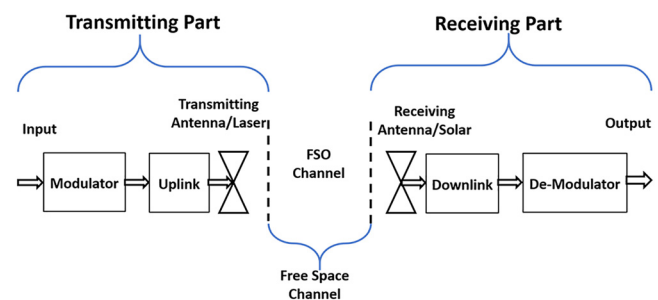 Transmitting Part
Receiving Part
Input
Transmitting
Antenna/Laser
FSO
Channel
Receiving
Antenna/Solar
Output
Modulator
Uplink
Downlink
De-Modulator
Free Space
Channel